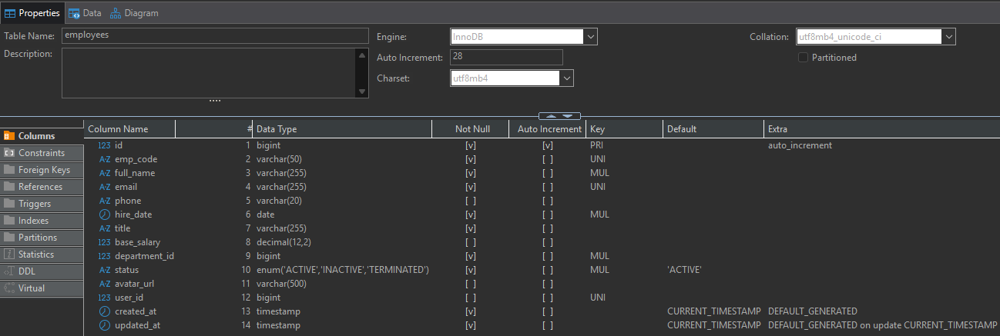 Properties Data Diagram
Table Name: employees Engine: InnoDB Collation: utf8mb4_unicode_ci
Description: Auto Increment: 28 Partitioned
Charset: utf8mb4
Columns
Constraints
Foreign Keys
References
Triggers
Indexes
Partitions
Statistics
DDL
Virtual
Column Name # Data Type Not Null Auto Increment Key Default Extra
123 id 1 bigint [v] [v] PRI auto_increment
A-Z emp_code 2 varchar(50) [v] [ ] UNI
A-Z full_name 3 varchar(255) [v] [ ] MUL
A-Z email 4 varchar(255) [v] [ ] UNI
A-Z phone 5 varchar(20) [ ] [ ]
hire_date 6 date [v] [ ] MUL
A-Z title 7 varchar(255) [v] [ ]
123 base_salary 8 decimal(12,2) [ ] [ ]
123 department_id 9 bigint [v] [ ] MUL
A-Z status 10 enum('ACTIVE','INACTIVE','TERMINATED') [v] [ ] MUL 'ACTIVE'
A-Z avatar_url 11 varchar(500) [ ] [ ]
123 user_id 12 bigint [ ] [ ] UNI
created_at 13 timestamp [v] [ ] CURRENT_TIMESTAMP DEFAULT_GENERATED
updated_at 14 timestamp [v] [ ] CURRENT_TIMESTAMP DEFAULT_GENERATED on update CURRENT_TIMESTAMP